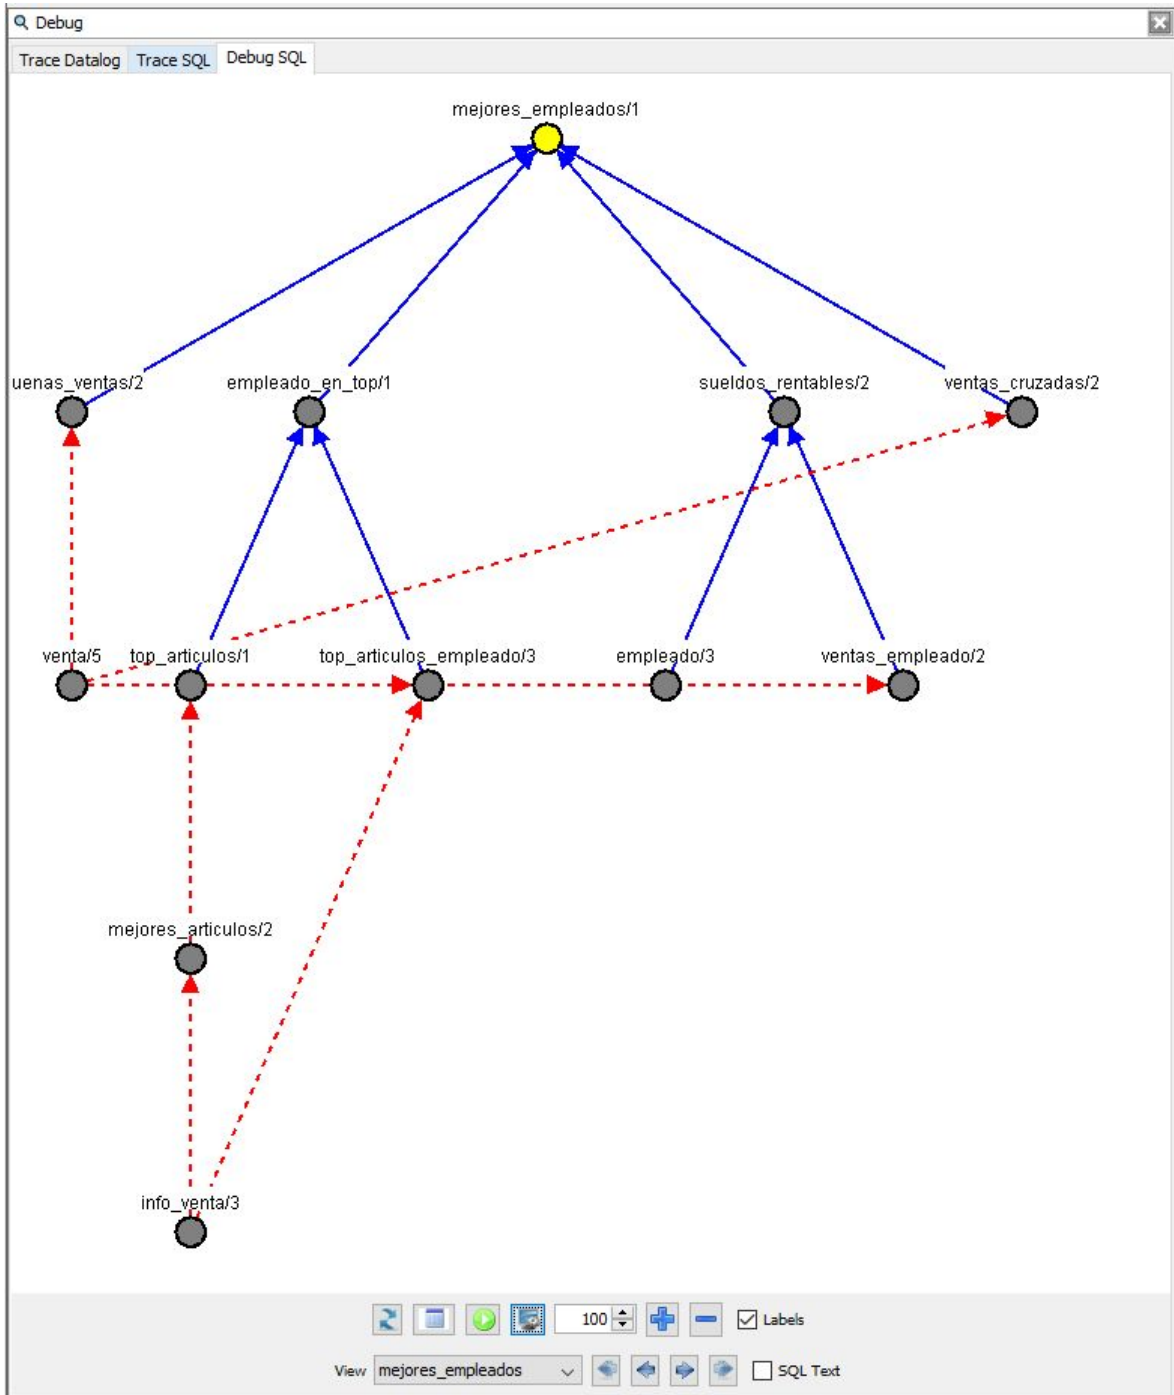 Debug
Trace Datalog Trace SQL Debug SQL
mejores_empleados/1
uenas_ventas/2 empleado_en_top/1 sueldos_rentables/2 ventas_cruzadas/2
venta/5 top_articulos/1 top_articulos_empleado/3 empleado/3 ventas_empleado/2
mejores_articulos/2
info_venta/3
100 Labels
View mejores_empleados SQL Text